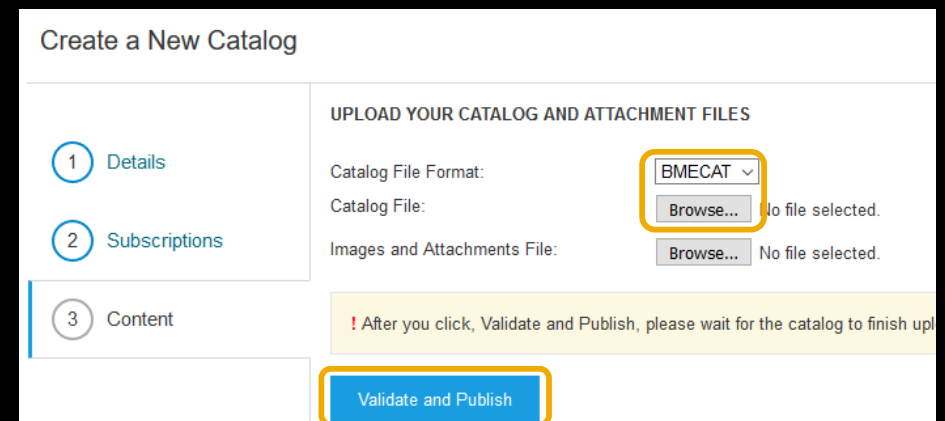 Create a New Catalog
UPLOAD YOUR CATALOG AND ATTACHMENT FILES
1 Details
Catalog File Format: BMECAT
Catalog File: Browse... No file selected.
2 Subscriptions
Images and Attachments File: Browse... No file selected.
3 Content
! After you click, Validate and Publish, please wait for the catalog to finish upl
Validate and Publish